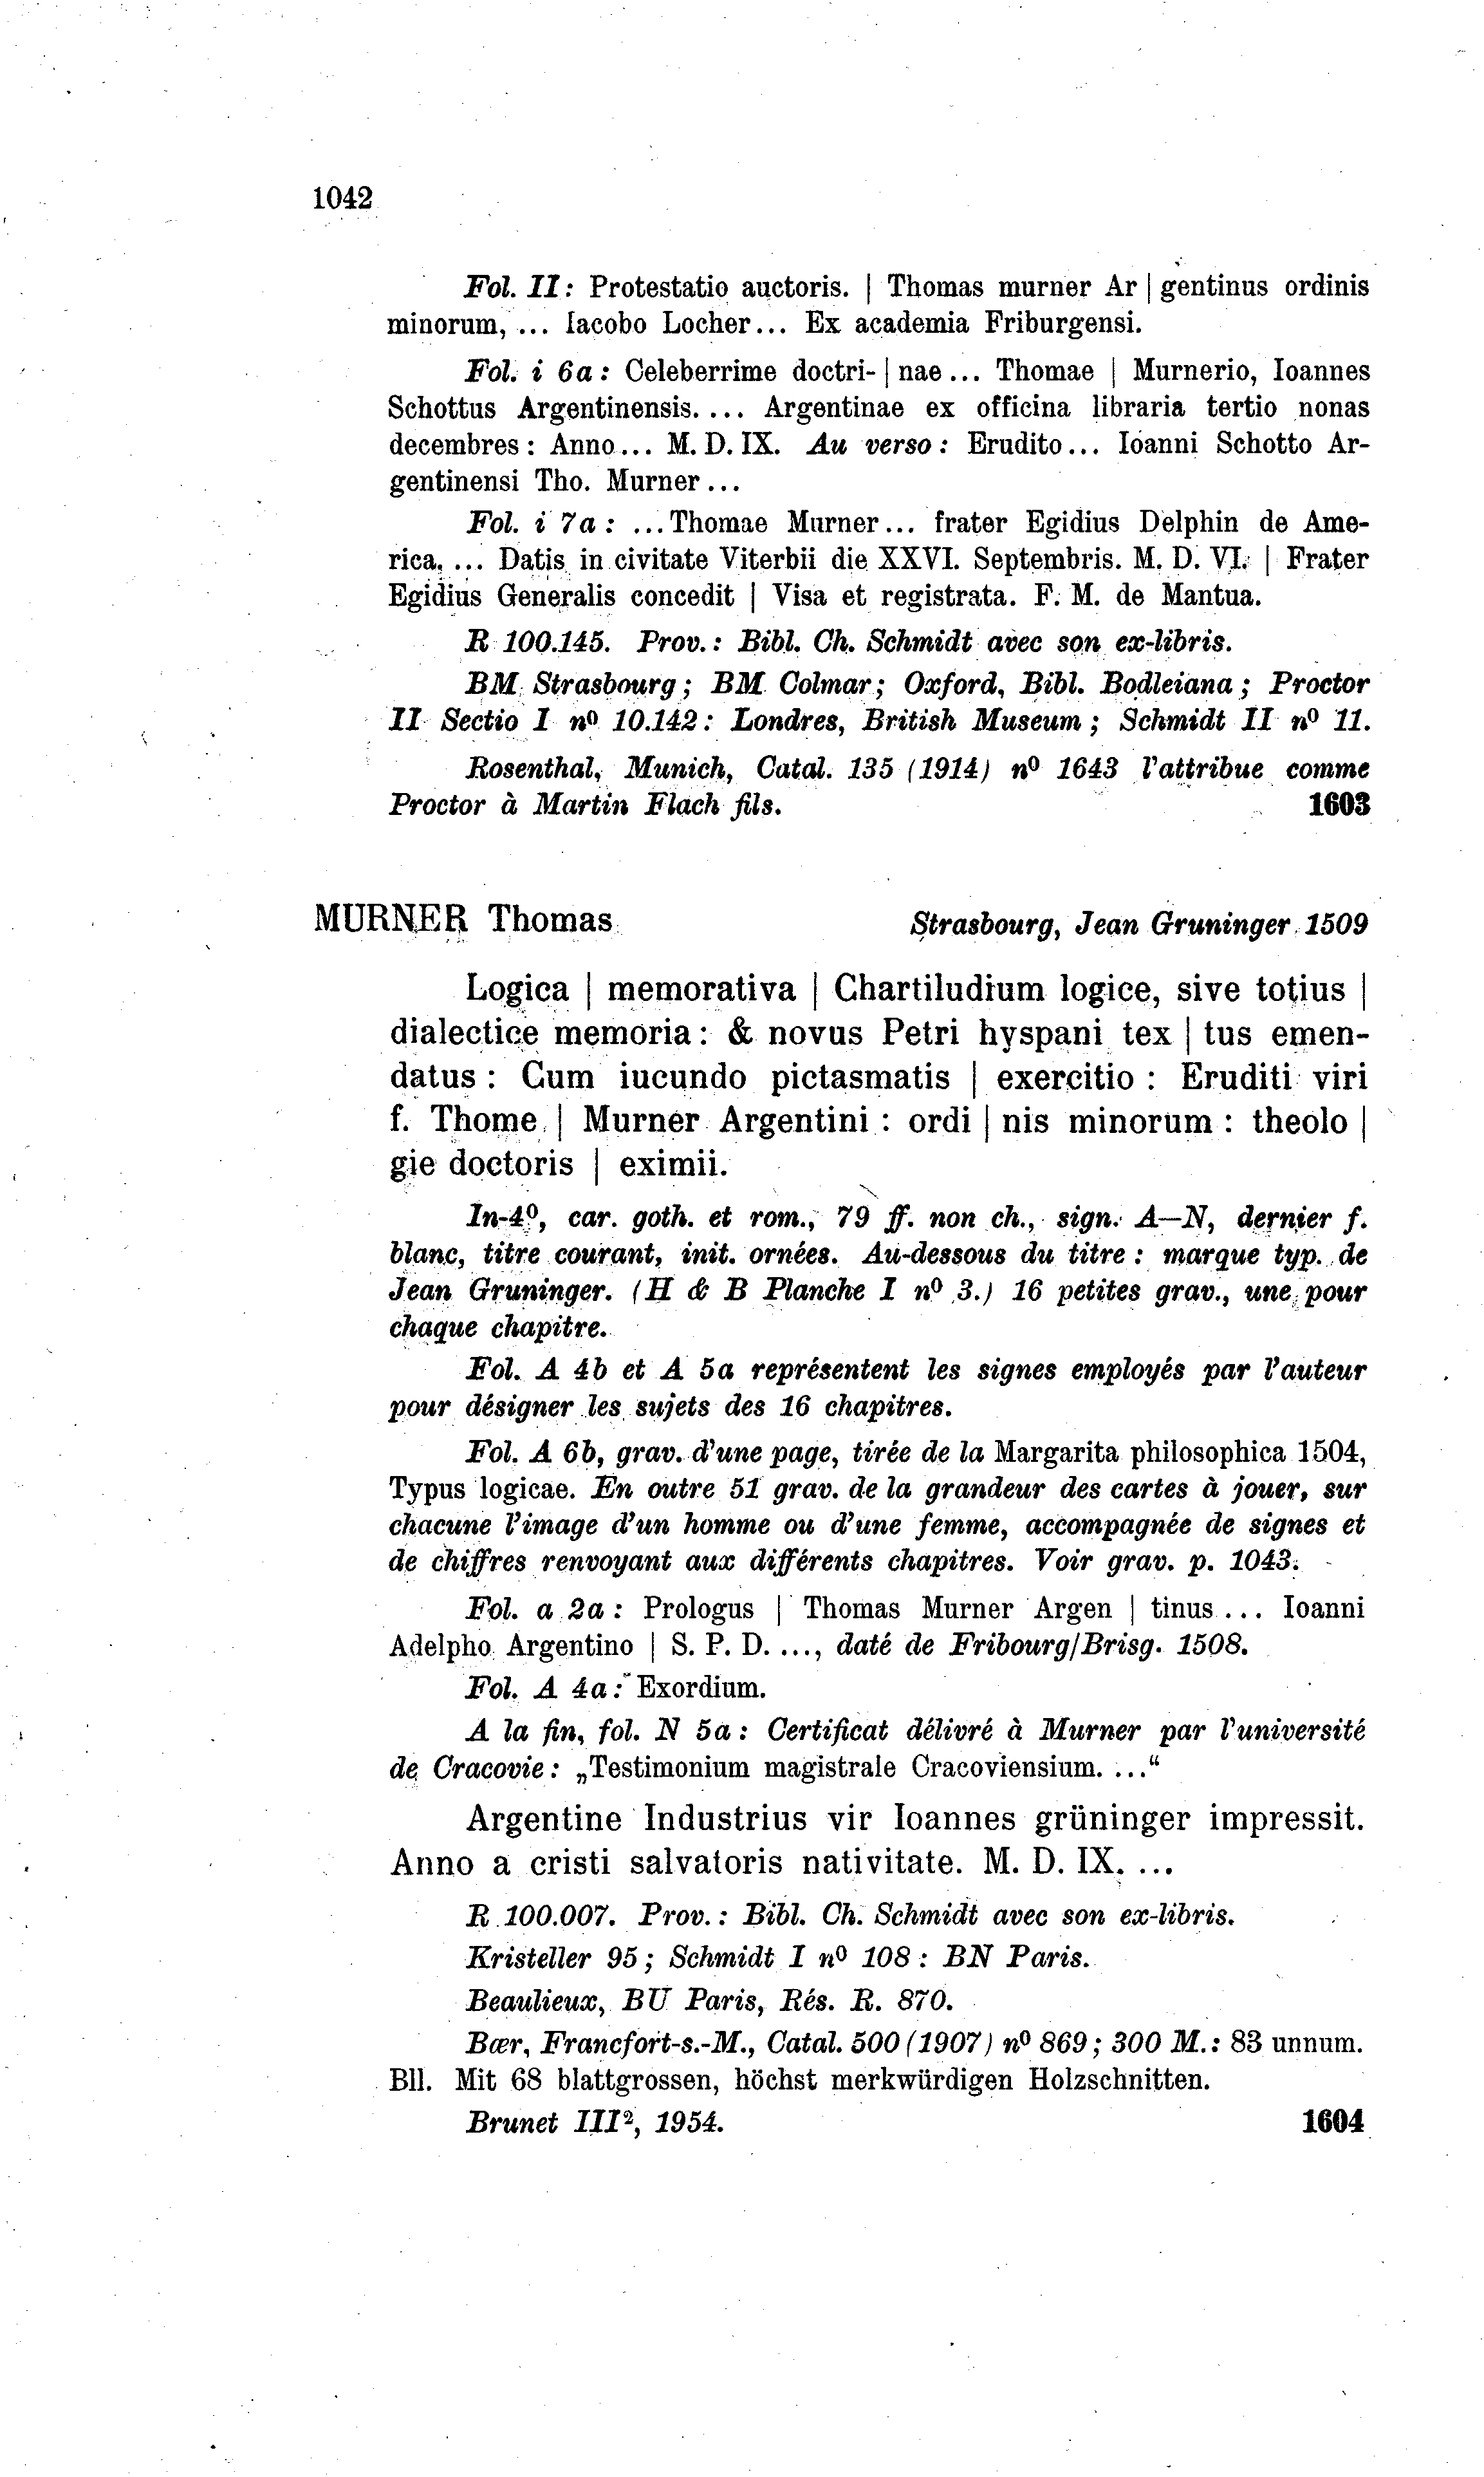 1042
Fol. II: Protestatio auctoris. | Thomas murner Ar | gentinus ordinis
minorum, ... Iacobo Locher... Ex academia Friburgensi.
Fol. i 6a: Celeberrime doctri- | nae ... Thomae | Murnerio, Ioannes
Schottus Argentinensis. ... Argentinae ex officina libraria tertio nonas
decembres: Anno... M. D. IX. Au verso: Erudito... Ioanni Schotto Ar-
gentinensi Tho. Murner ...
Fol. i 7a: ...Thomae Murner... frater Egidius Delphin de Ame-
rica, ... Datis in civitate Viterbii die XXVI. Septembris. M. D. VI. | Frater
Egidius Generalis concedit | Visa et registrata. F. M. de Mantua.
R 100.145. Prov.: Bibl. Ch. Schmidt avec son ex-libris.
BM Strasbourg; BM Colmar; Oxford, Bibl. Bodleiana; Proctor
II Sectio I nº 10.142: Londres, British Museum; Schmidt II nº 11.
Rosenthal, Munich, Catal. 135 (1914) nº 1643 l'attribue comme
Proctor à Martin Flach fils. 1603
MURNER Thomas Strasbourg, Jean Gruninger 1509
Logica | memorativa | Chartiludium logice, sive totius |
dialectice memoria: & novus Petri hyspani tex | tus emen-
datus: Cum iucundo pictasmatis | exercitio: Eruditi viri
f. Thome | Murner Argentini: ordi | nis minorum: theolo |
gie doctoris | eximii.
In-4º, car. goth. et rom., 79 ff. non ch., sign. A—N, dernier f.
blanc, titre courant, init. ornées. Au-dessous du titre: marque typ. de
Jean Gruninger. (H & B Planche I nº 3.) 16 petites grav., une pour
chaque chapitre.
Fol. A 4b et A 5a représentent les signes employés par l'auteur
pour désigner les sujets des 16 chapitres.
Fol. A 6b, grav. d'une page, tirée de la Margarita philosophica 1504,
Typus logicae. En outre 51 grav. de la grandeur des cartes à jouer, sur
chacune l'image d'un homme ou d'une femme, accompagnée de signes et
de chiffres renvoyant aux différents chapitres. Voir grav. p. 1043.
Fol. a 2a: Prologus | Thomas Murner Argen | tinus ... Ioanni
Adelpho Argentino | S. P. D. ..., daté de Fribourg/Brisg. 1508.
Fol. A 4a: Exordium.
A la fin, fol. N 5a: Certificat délivré à Murner par l'université
de Cracovie: „Testimonium magistrale Cracoviensium. ..."
Argentine Industrius vir Ioannes grüninger impressit.
Anno a cristi salvatoris nativitate. M. D. IX. ...
R 100.007. Prov.: Bibl. Ch. Schmidt avec son ex-libris.
Kristeller 95; Schmidt I nº 108: BN Paris.
Beaulieux, BU Paris, Rés. R. 870.
Bær, Francfort-s.-M., Catal. 500 (1907) nº 869; 300 M.: 83 unnum.
Bll. Mit 68 blattgrossen, höchst merkwürdigen Holzschnitten.
Brunet III², 1954. 1604